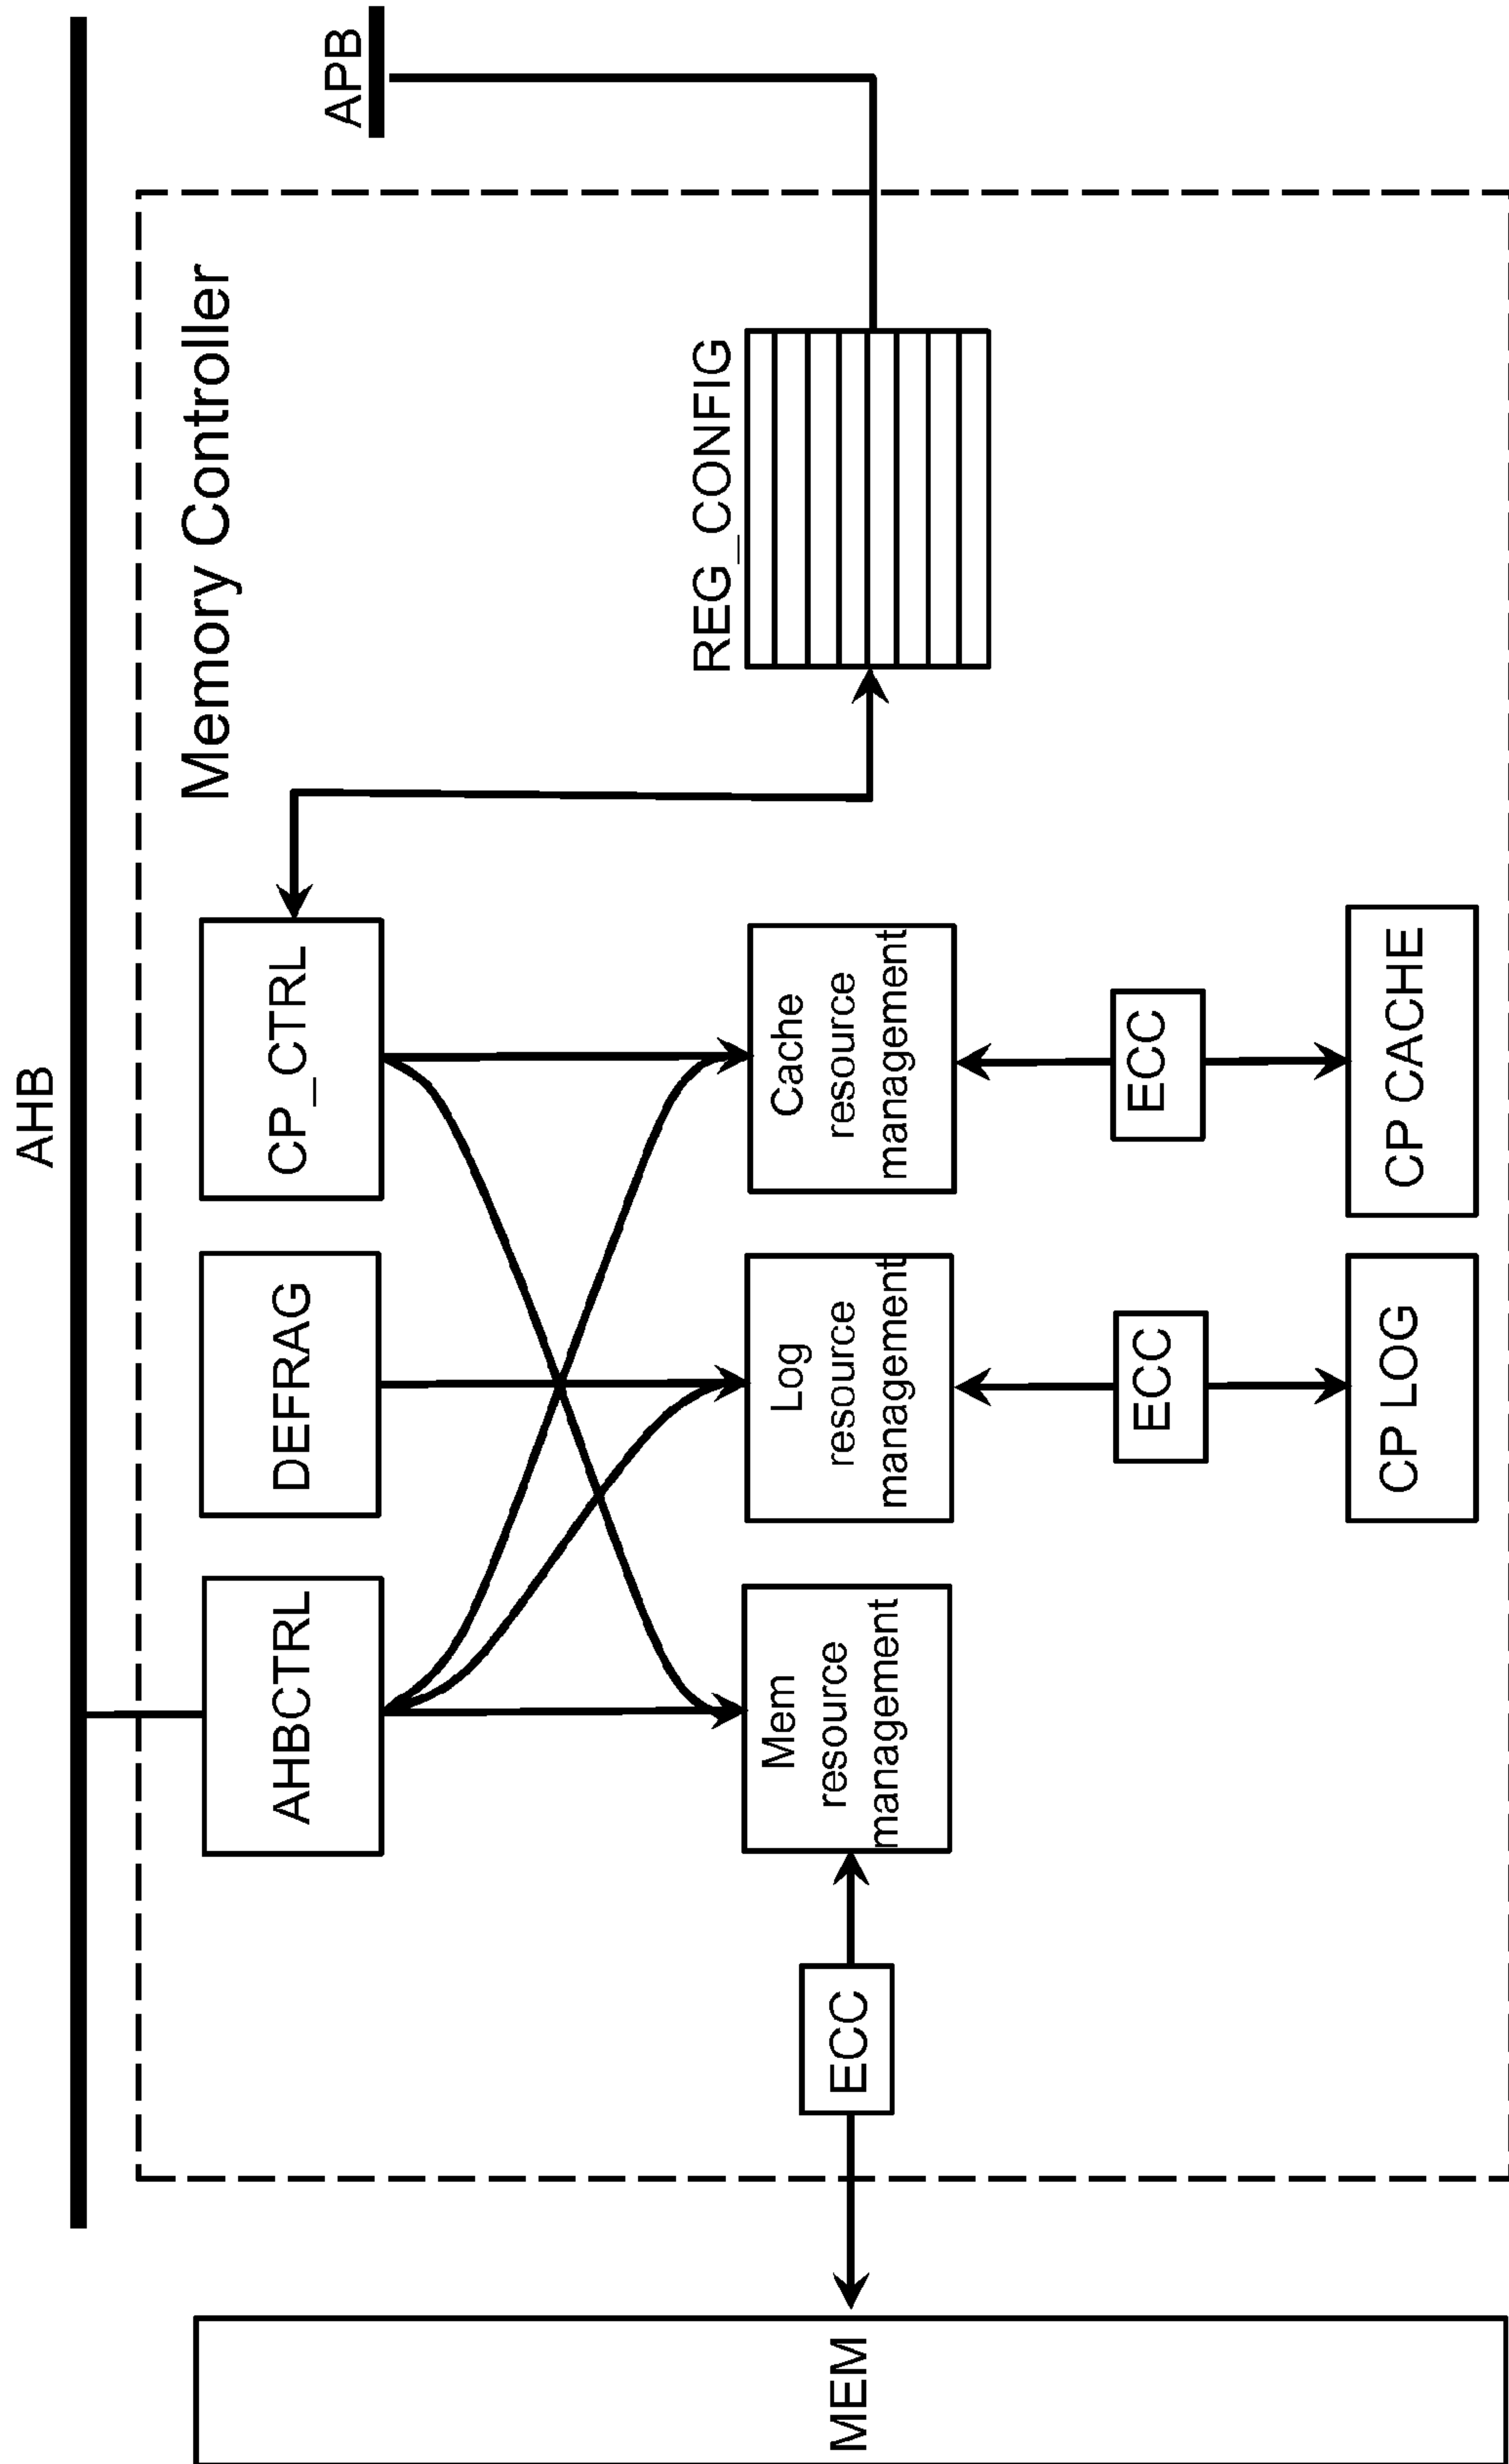 AHB
APB
Memory Controller
AHBCTRL
DEFRAG
CP_CTRL
REG_CONFIG
MEM
ECC
Mem
resource
management
Log
resource
management
Cache
resource
management
ECC
ECC
CP LOG
CP CACHE